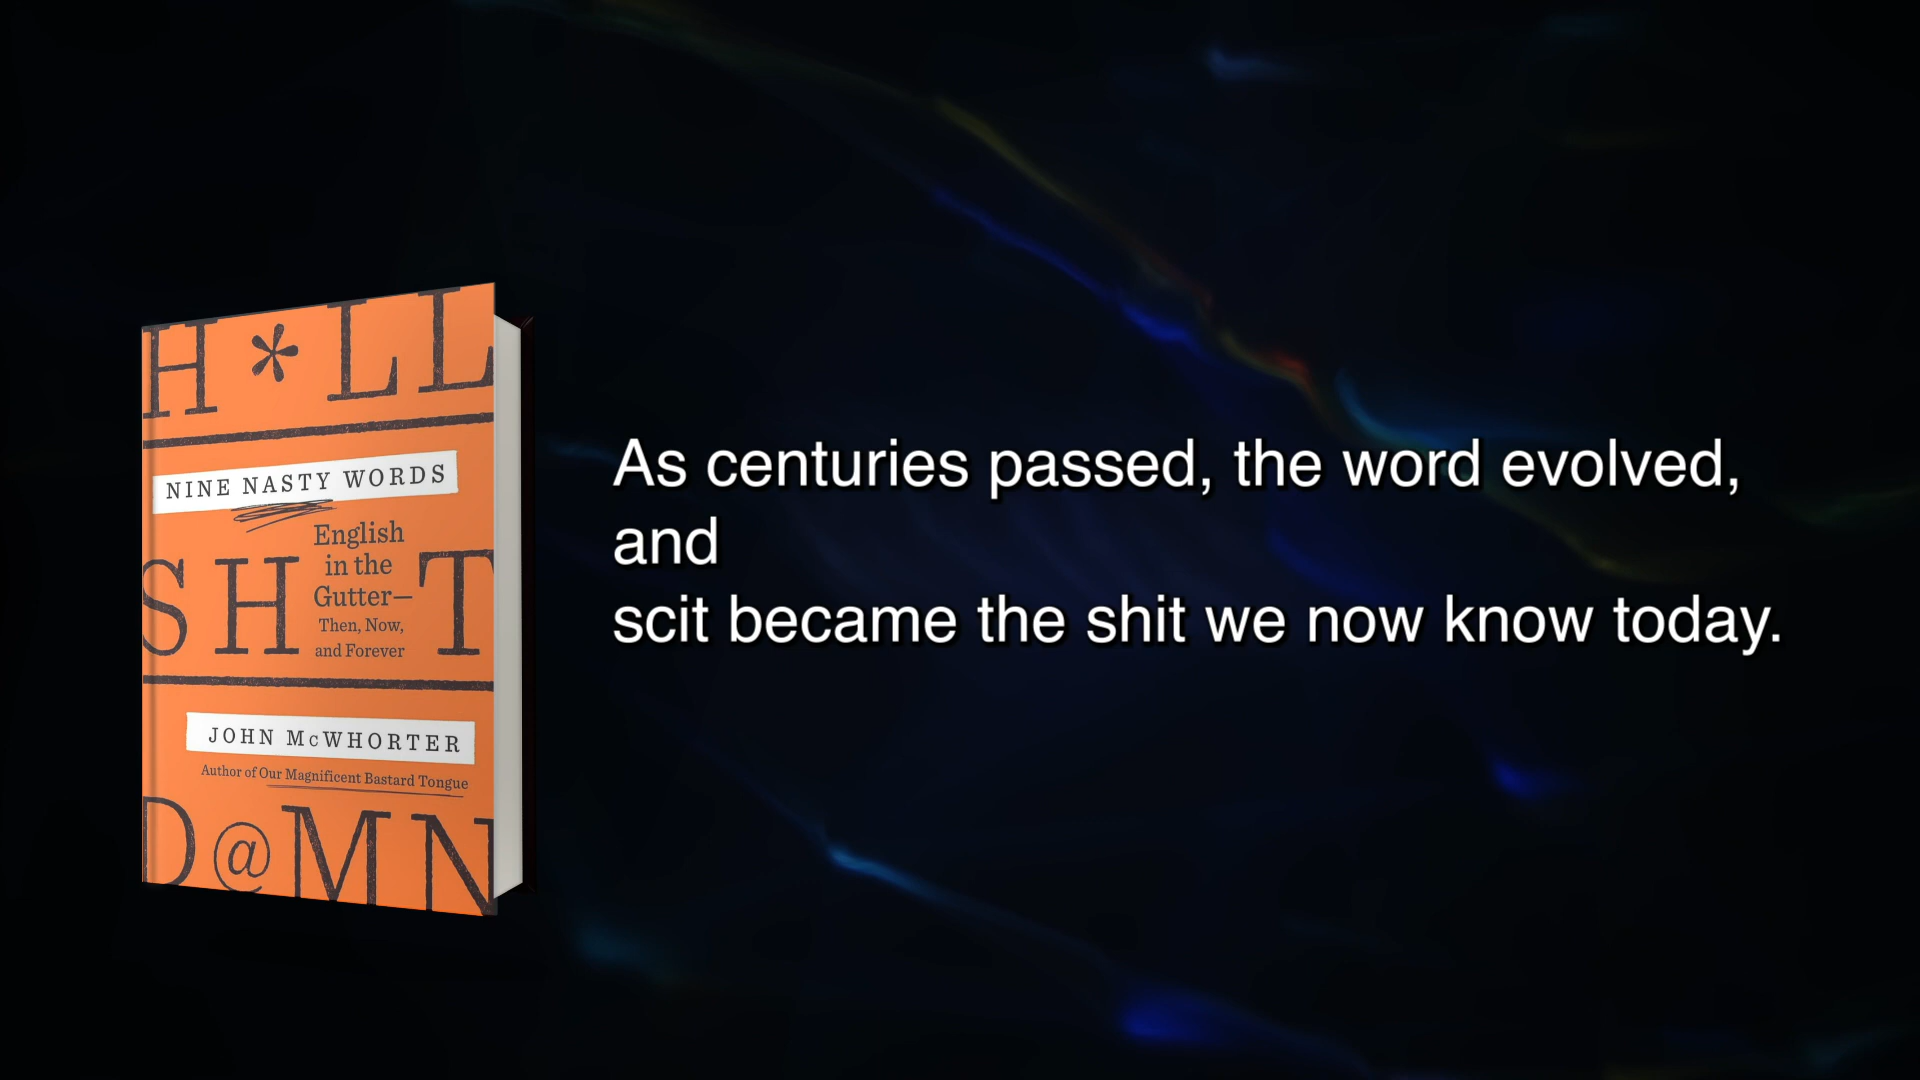 H*LL
NINE NASTY WORDS
English
in the
Gutter—
Then, Now,
and Forever
SH T
JOHN McWHORTER
Author of Our Magnificent Bastard Tongue
D@MN
As centuries passed, the word evolved,
and
scit became the shit we now know today.